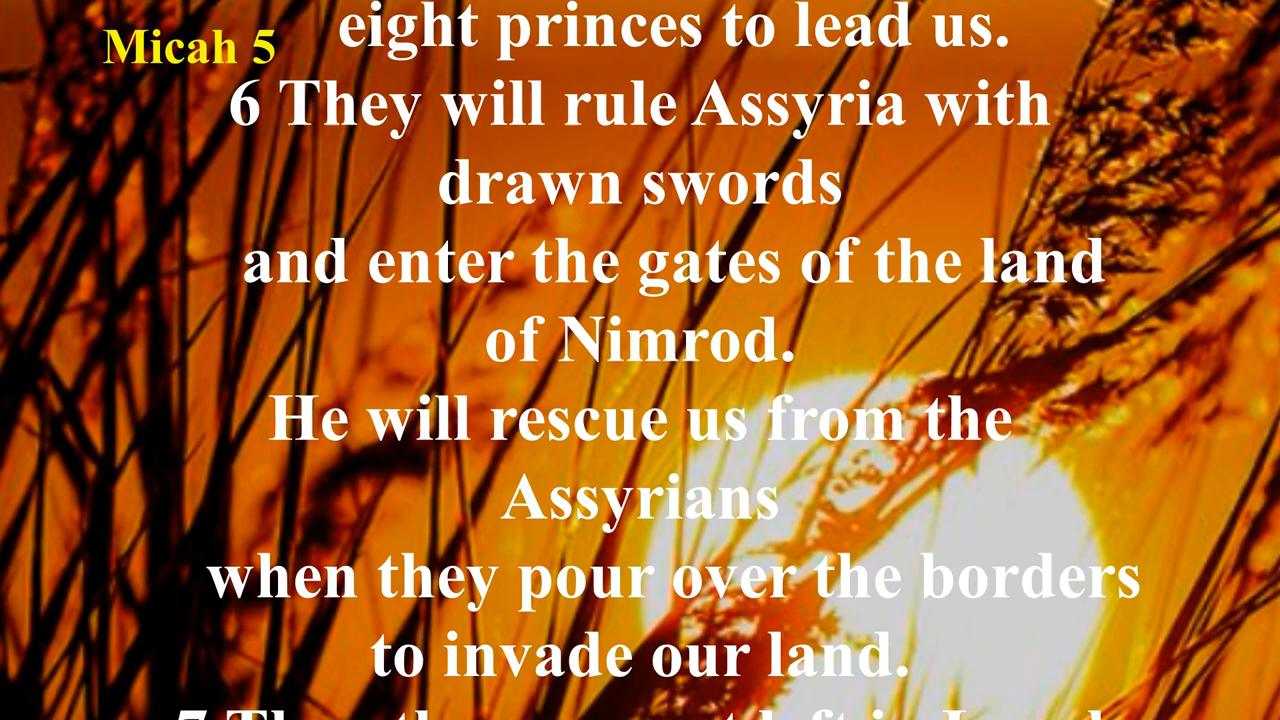 Micah 5
eight princes to lead us.
6 They will rule Assyria with
drawn swords
and enter the gates of the land
of Nimrod.
He will rescue us from the
Assyrians
when they pour over the borders
to invade our land.